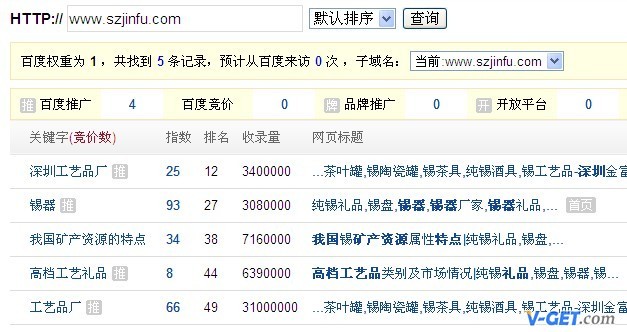 HTTP:// www.szjinfu.com 默认排序 查询
百度权重为 1 ，共找到 5 条记录，预计从百度来访 0 次 ，子域名： 当前:www.szjinfu.com
推 百度推广 4 百度竞价 0 牌 品牌推广 0 开 开放平台 0
关键字(竞价数) 指数 排名 收录量 网页标题
深圳工艺品厂 推 25 12 3400000 ...茶叶罐,锡陶瓷罐,锡茶具,纯锡酒具,锡工艺品-深圳金富
锡器 推 93 27 3080000 纯锡礼品,锡盘,锡器,锡器厂家,锡器礼品,... 首页
我国矿产资源的特点 34 38 7160000 我国锡矿产资源属性特点|纯锡礼品,锡盘,...
高档工艺礼品 推 8 44 6390000 高档工艺品类别及市场情况|纯锡礼品,锡盘,锡器,锡...
工艺品厂 推 66 49 31000000 ...茶叶罐,锡陶瓷罐,锡茶具,纯锡酒具,锡工艺品-深圳金富
V-GET.com